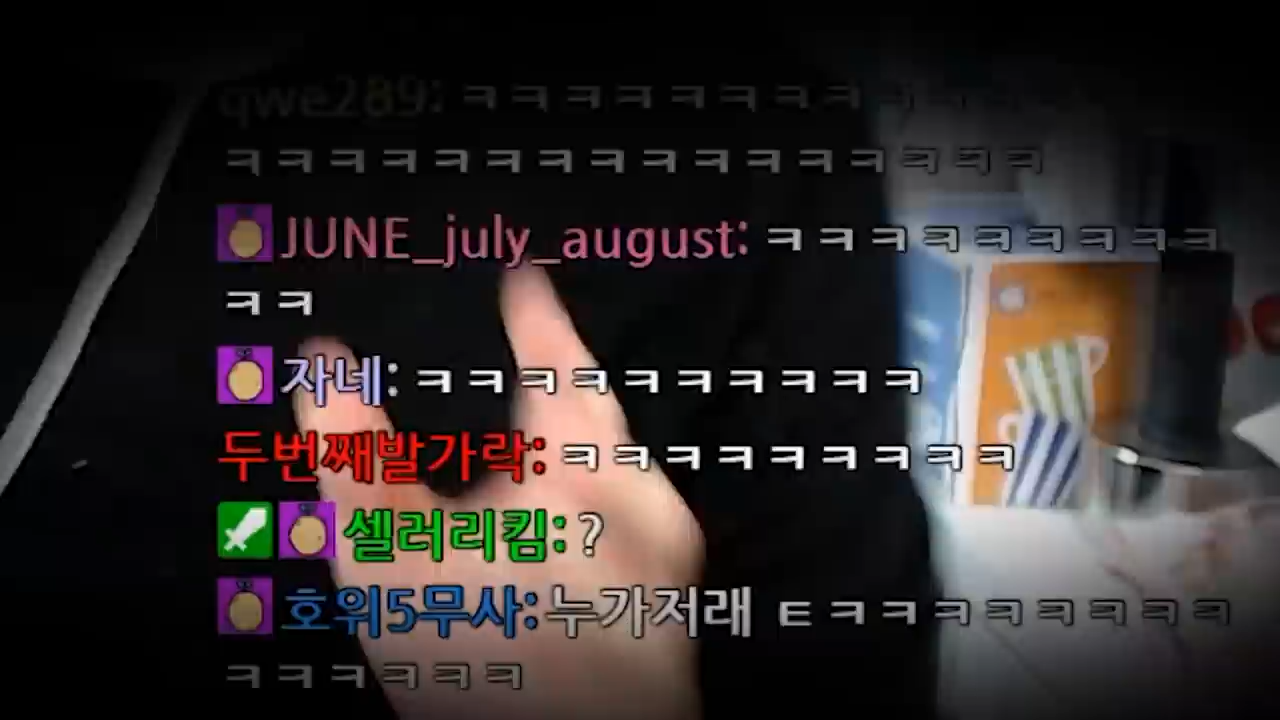 qwe289: ㅋㅋㅋㅋㅋㅋㅋㅋㅋㅋㅋ
ㅋㅋㅋㅋㅋㅋㅋㅋㅋㅋㅋㅋㅋㅋㅋㅋ
JUNE_july_august: ㅋㅋㅋㅋㅋㅋㅋㅋㅋ
ㅋㅋ
자네: ㅋㅋㅋㅋㅋㅋㅋㅋㅋㅋ
두번째발가락: ㅋㅋㅋㅋㅋㅋㅋㅋㅋ
셀러리킴: ?
호위5무사: 누가저래 ㅌㅋㅋㅋㅋㅋㅋㅋㅋ
ㅋㅋㅋㅋㅋㅋ